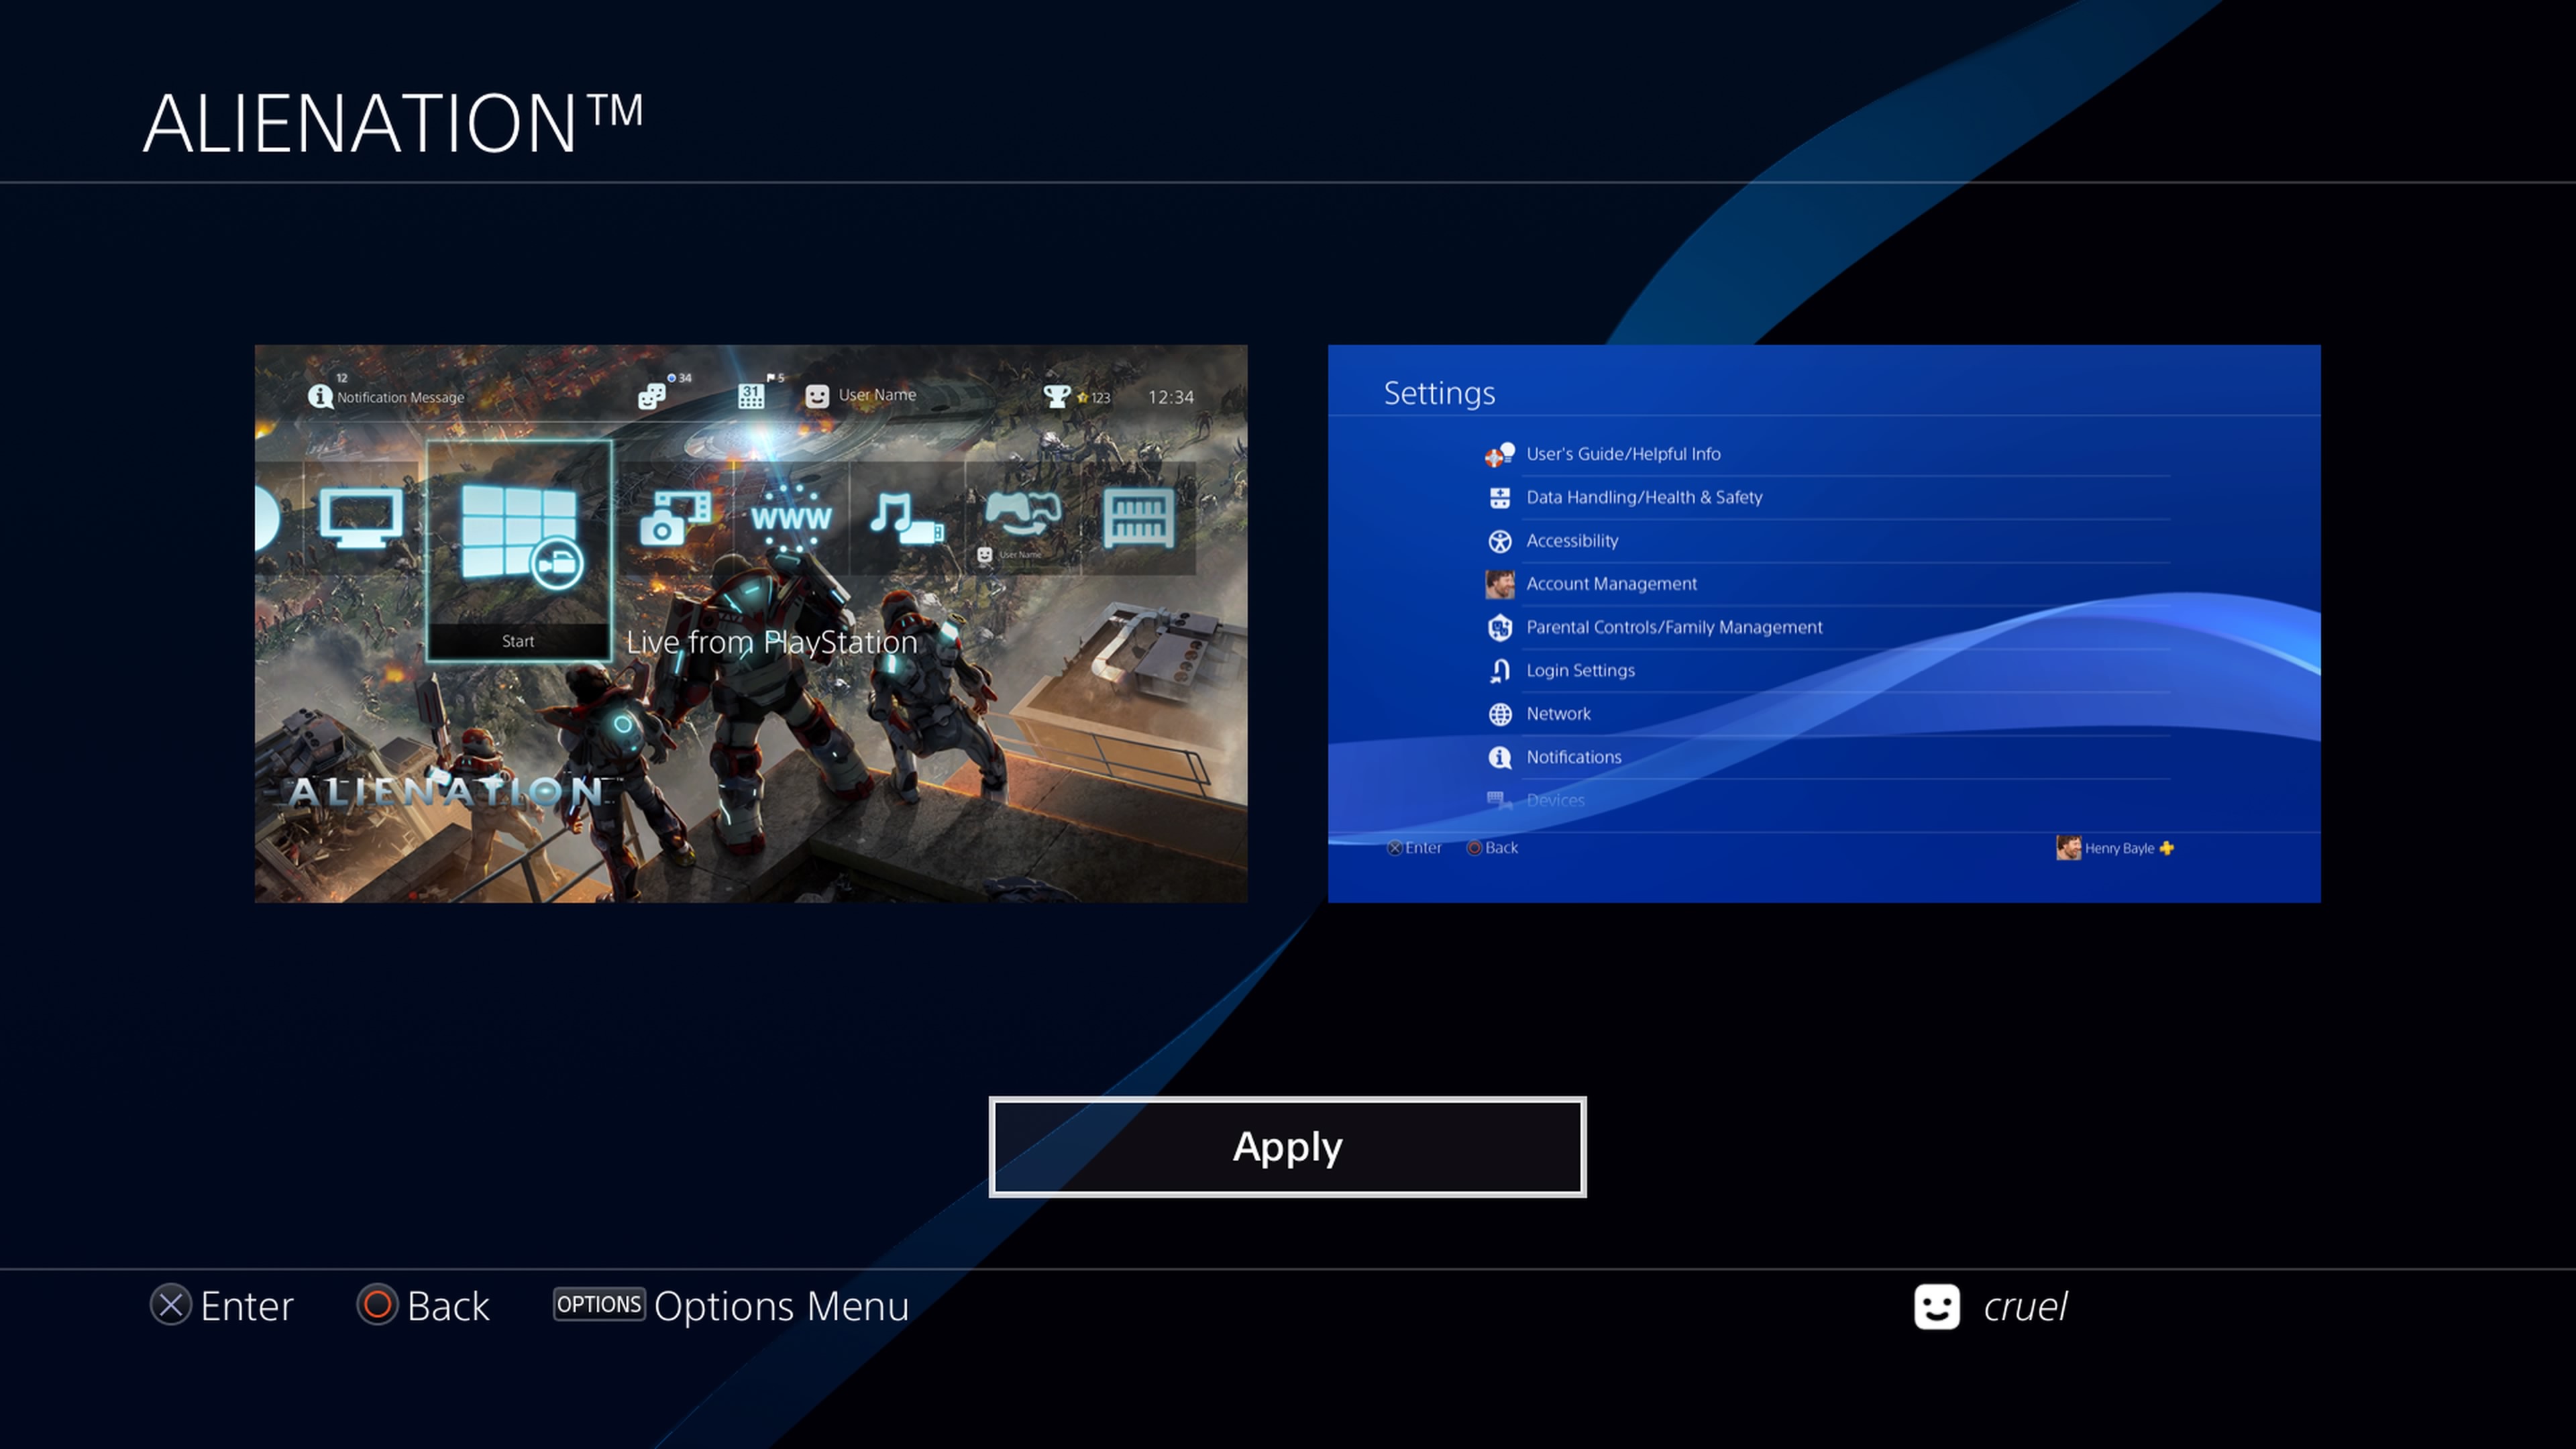 ALIENATION™
12
Notification Message
34
31
5
User Name
123
12:34
WWW
User Name
Start
Live from PlayStation
ALIENATION
Settings
User's Guide/Helpful Info
Data Handling/Health & Safety
Accessibility
Account Management
Parental Controls/Family Management
Login Settings
Network
Notifications
Devices
Enter
Back
Henry Bayle
Apply
Enter
Back
OPTIONS Options Menu
cruel